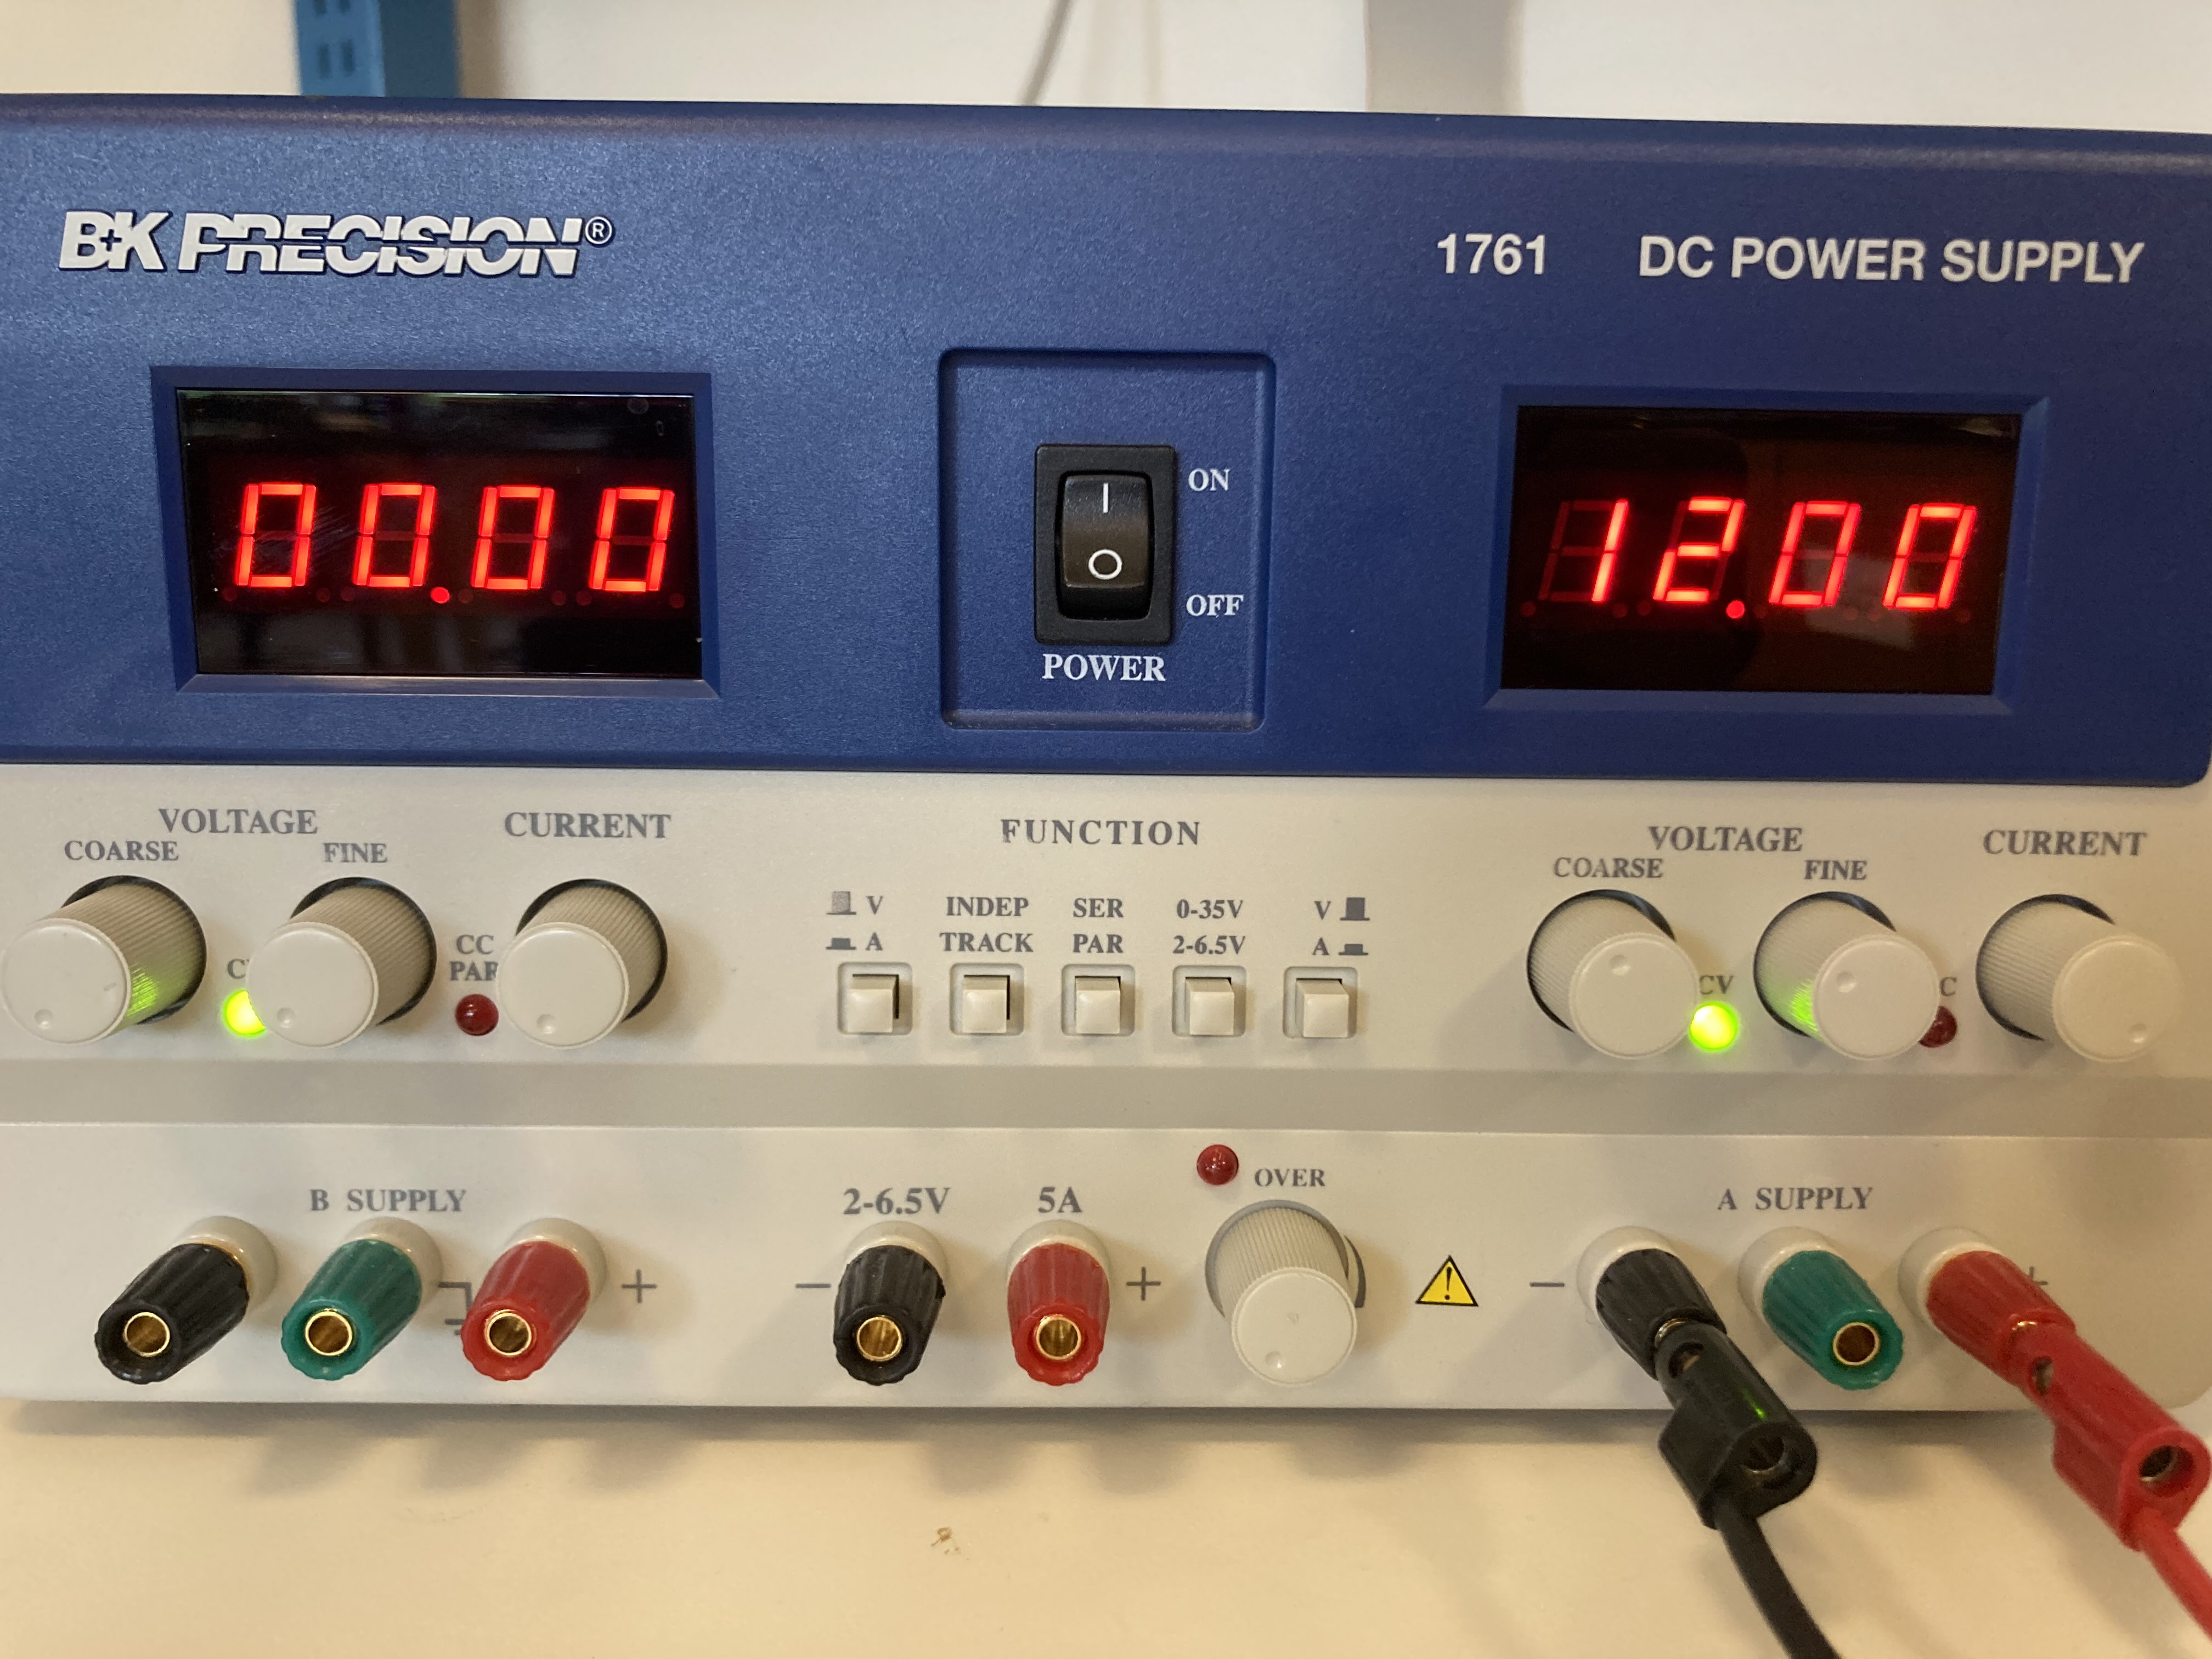 B+K PRECISION®
1761 DC POWER SUPPLY
00.00
12.00
ON
OFF
POWER
VOLTAGE
COARSE FINE
CURRENT
CC
PAR
FUNCTION
V INDEP SER 0-35V V
A TRACK PAR 2-6.5V A
VOLTAGE
COARSE FINE
CURRENT
CV
C
B SUPPLY
+
2-6.5V 5A
- +
OVER
A SUPPLY
- +